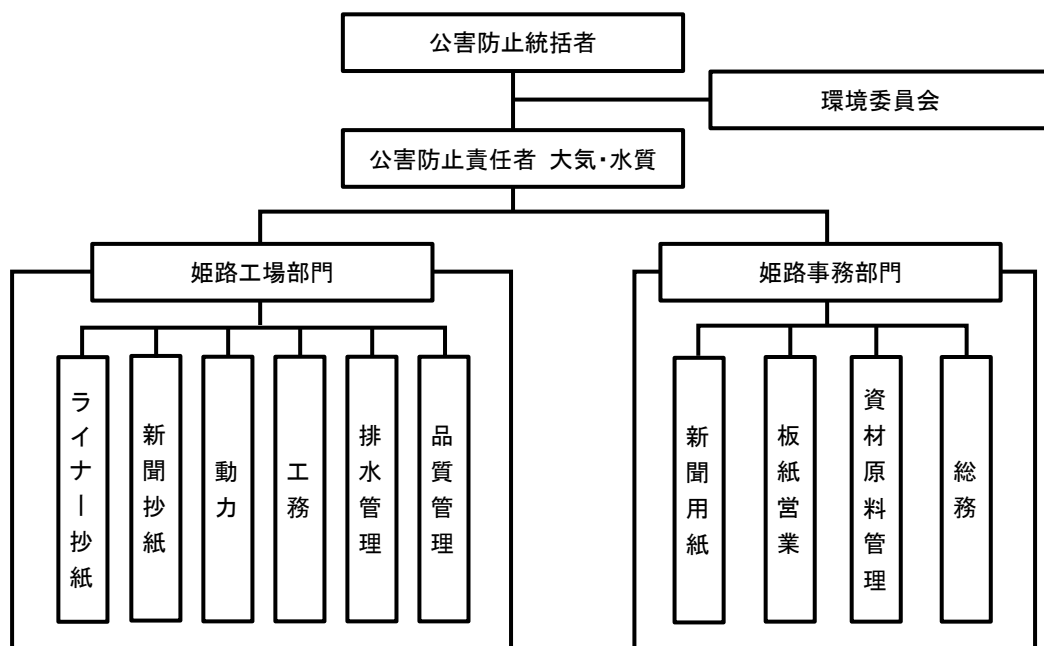 公害防止統括者
環境委員会
公害防止責任者 大気・水質
姫路工場部門
姫路事務部門
ライナー抄紙
新聞抄紙
動力
工務
排水管理
品質管理
新聞用紙
板紙営業
資材原料管理
総務